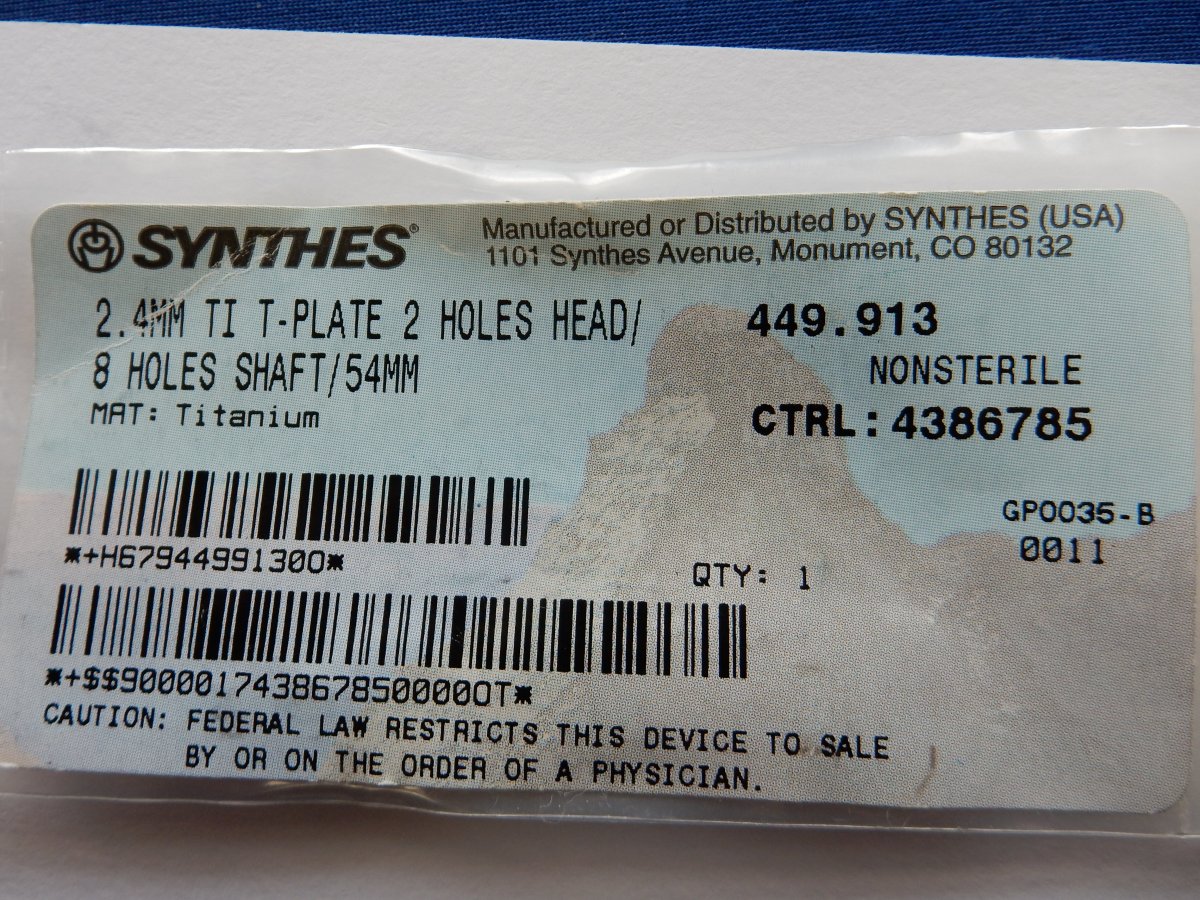 SYNTHES®
Manufactured or Distributed by SYNTHES (USA)
1101 Synthes Avenue, Monument, CO 80132
2.4MM TI T-PLATE 2 HOLES HEAD/
8 HOLES SHAFT/54MM
MAT: Titanium
449.913
NONSTERILE
CTRL: 4386785
GP0035-B
0011
*+H67944991300*
QTY: 1
*+$$9000017438678500000T*
CAUTION: FEDERAL LAW RESTRICTS THIS DEVICE TO SALE
BY OR ON THE ORDER OF A PHYSICIAN.